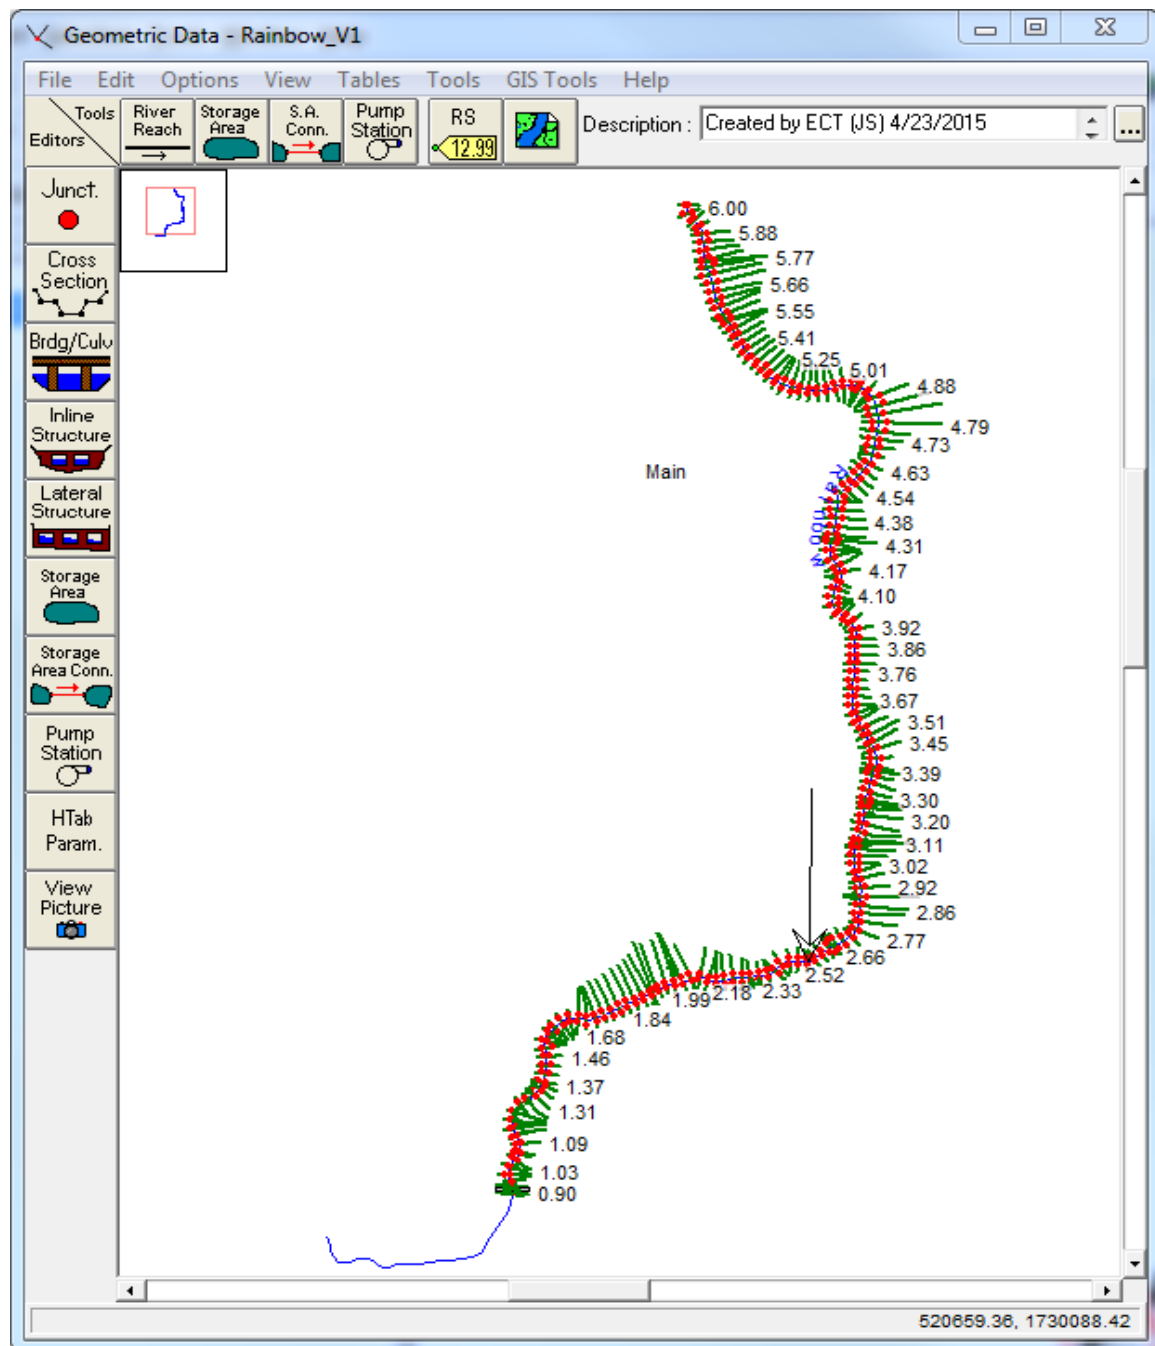 Geometric Data - Rainbow_V1
File Edit Options View Tables Tools GIS Tools Help
Tools
Editors
River
Reach
Storage
Area
S.A.
Conn.
Pump
Station
RS
12.99
Description :
Created by ECT (JS) 4/23/2015
...
Junct.
Cross
Section
Brdg/Culv
Inline
Structure
Lateral
Structure
Storage
Area
Storage
Area Conn.
Pump
Station
HTab
Param.
View
Picture
6.00
5.88
5.77
5.66
5.55
5.41
5.25
5.01
4.88
4.79
4.73
Main
4.63
4.54
4.38
4.31
4.17
4.10
3.92
3.86
3.76
3.67
3.51
3.45
3.39
3.30
3.20
3.11
3.02
2.92
2.86
2.77
2.66
2.52
2.33
2.18
1.99
1.84
1.68
1.46
1.37
1.31
1.09
1.03
0.90
520659.36, 1730088.42